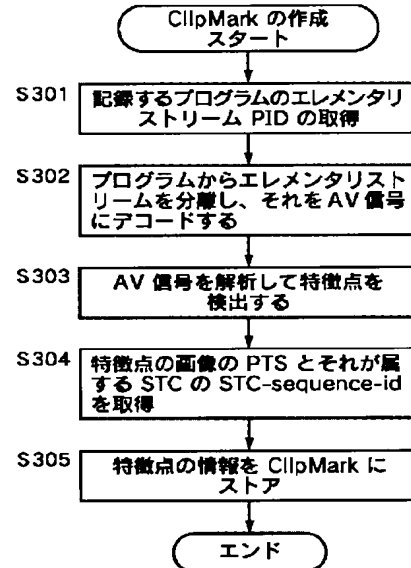 ClipMark の作成
スタート
S301
記録するプログラムのエレメンタリ
ストリーム PID の取得
S302
プログラムからエレメンタリスト
リームを分離し、それを AV 信号
にデコードする
S303
AV 信号を解析して特徴点を
検出する
S304
特徴点の画像の PTS とそれが属
する STC の STC-sequence-id
を取得
S305
特徴点の情報を ClipMark に
ストア
エンド